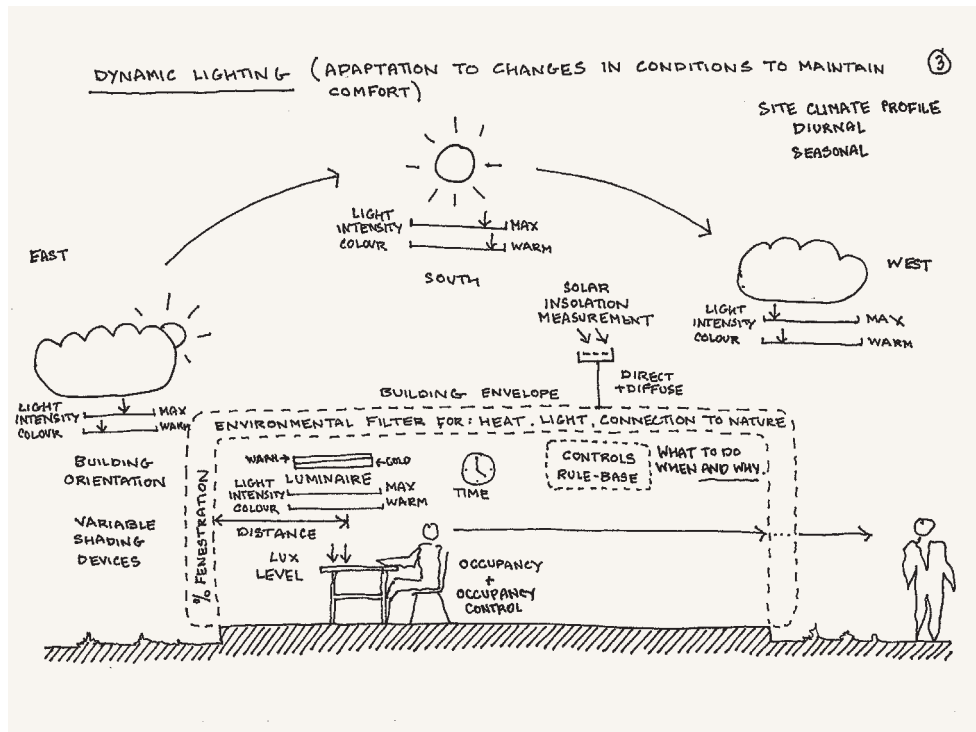 DYNAMIC LIGHTING (ADAPTATION TO CHANGES IN CONDITIONS TO MAINTAIN
COMFORT)
3
SITE CLIMATE PROFILE
DIURNAL
SEASONAL
LIGHT
INTENSITY MAX
COLOUR WARM
SOUTH
EAST
WEST
LIGHT
INTENSITY MAX
COLOUR WARM
SOLAR
INSOLATION
MEASUREMENT
DIRECT
+DIFFUSE
LIGHT
INTENSITY MAX
COLOUR WARM
BUILDING ENVELOPE
ENVIRONMENTAL FILTER FOR: HEAT. LIGHT. CONNECTION TO NATURE
BUILDING
ORIENTATION
VARIABLE
SHADING
DEVICES
% FENESTRATION
WARM COLD
LUMINAIRE
LIGHT
INTENSITY MAX
COLOUR WARM
DISTANCE
LUX
LEVEL
TIME
CONTROLS
RULE-BASE
WHAT TO DO
WHEN AND WHY.
OCCUPANCY
+
OCCUPANCY
CONTROL